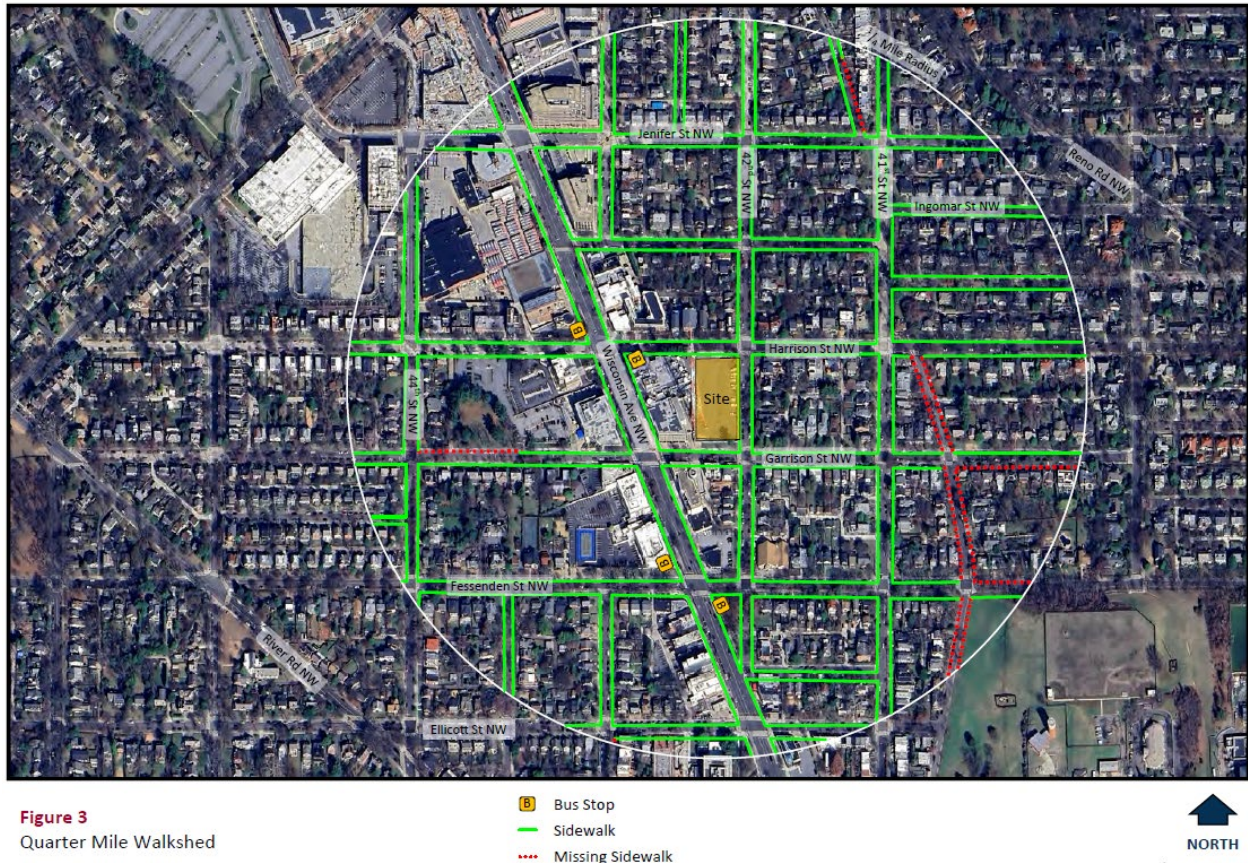 1/4 Mile Radius
Jenifer St NW
42nd St NW
41st St NW
Reno Rd NW
Ingomar St NW
B
Wisconsin Ave NW
B
Harrison St NW
44th St NW
Site
Garrison St NW
B
Fessenden St NW
B
River Rd NW
Ellicott St NW
Figure 3
Quarter Mile Walkshed
B Bus Stop
Sidewalk
Missing Sidewalk
NORTH